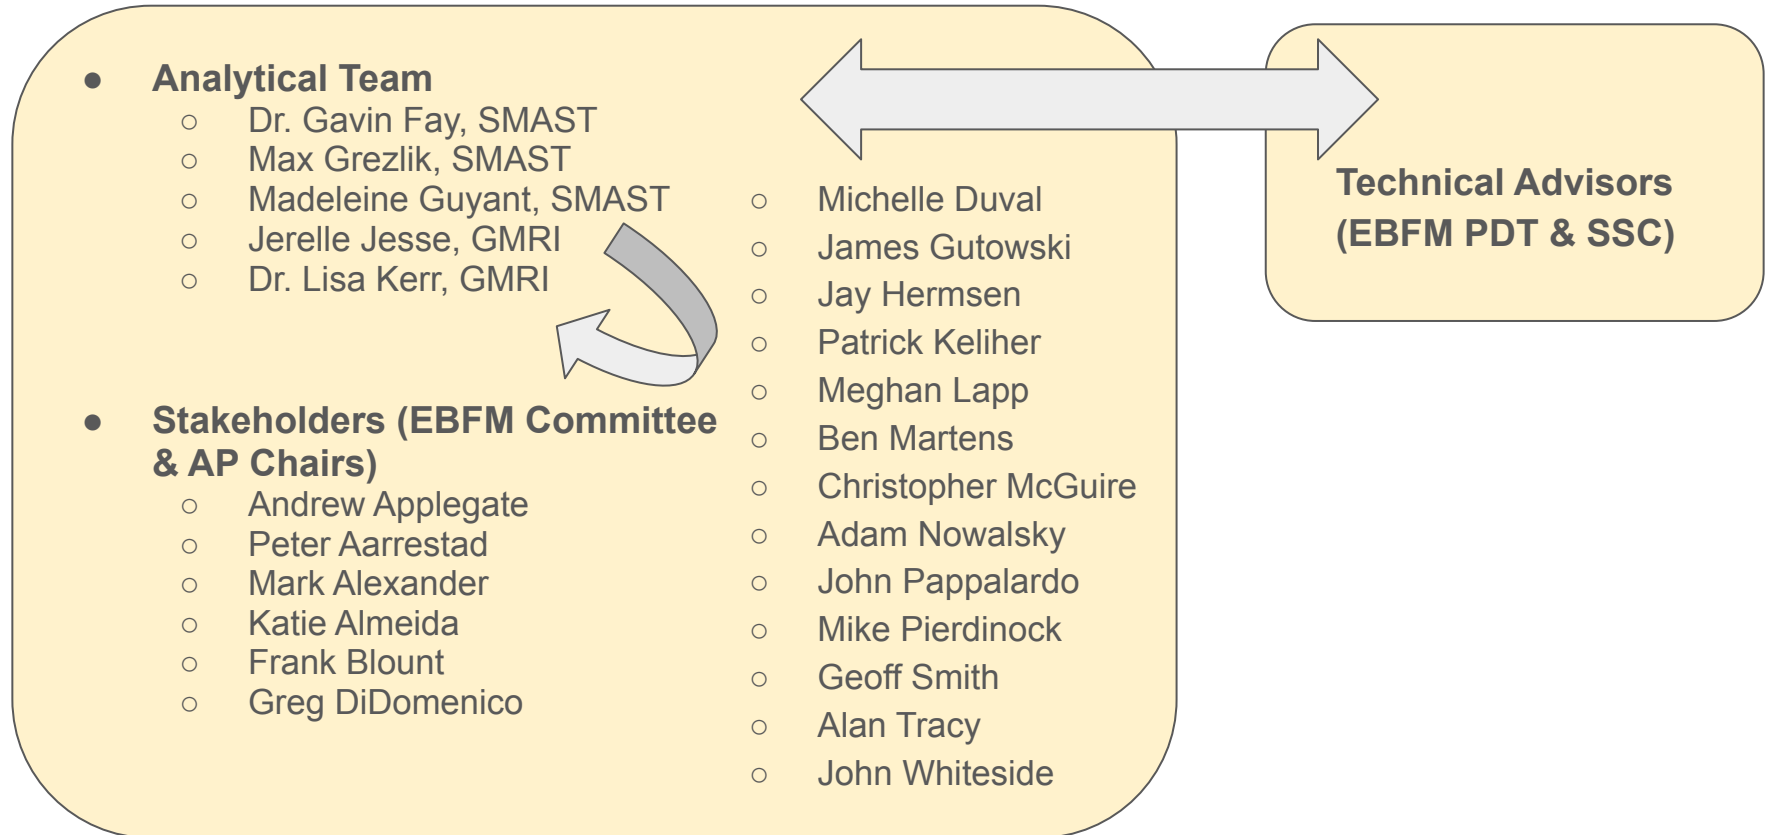 ● Analytical Team
○ Dr. Gavin Fay, SMAST
○ Max Grezlik, SMAST
○ Madeleine Guyant, SMAST
○ Jerelle Jesse, GMRI
○ Dr. Lisa Kerr, GMRI
● Stakeholders (EBFM Committee
& AP Chairs)
○ Andrew Applegate
○ Peter Aarrestad
○ Mark Alexander
○ Katie Almeida
○ Frank Blount
○ Greg DiDomenico
○ Michelle Duval
○ James Gutowski
○ Jay Hermsen
○ Patrick Keliher
○ Meghan Lapp
○ Ben Martens
○ Christopher McGuire
○ Adam Nowalsky
○ John Pappalardo
○ Mike Pierdinock
○ Geoff Smith
○ Alan Tracy
○ John Whiteside
Technical Advisors
(EBFM PDT & SSC)